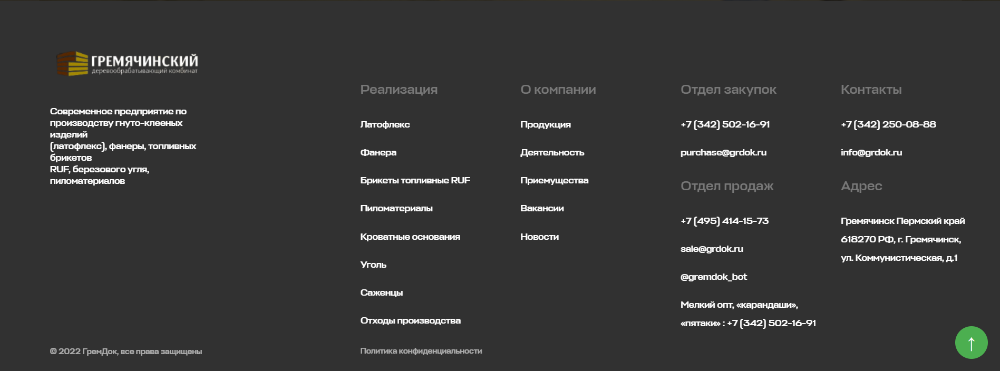 ГРЕМЯЧИНСКИЙ
деревообрабатывающий комбинат
Современное предприятие по
производству гнуто-клееных
изделий
(латофлекс), фанеры, топливных
брикетов
RUF, березового угля,
пиломатериалов
Реализация
Латофлекс
Фанера
Брикеты топливные RUF
Пиломатериалы
Кроватные основания
Уголь
Саженцы
Отходы производства
О компании
Продукция
Деятельность
Приемущества
Вакансии
Новости
Отдел закупок
+7 (342) 502-16-91
purchase@grdok.ru
Отдел продаж
+7 (495) 414-15-73
sale@grdok.ru
@gremdok_bot
Мелкий опт, «карандаши»,
«пятаки» : +7 (342) 502-16-91
Контакты
+7 (342) 250-08-88
info@grdok.ru
Адрес
Гремячинск Пермский край
618270 РФ, г. Гремячинск,
ул. Коммунистическая, д.1
© 2022 ГремДок, все права защищены
Политика конфиденциальности
↑